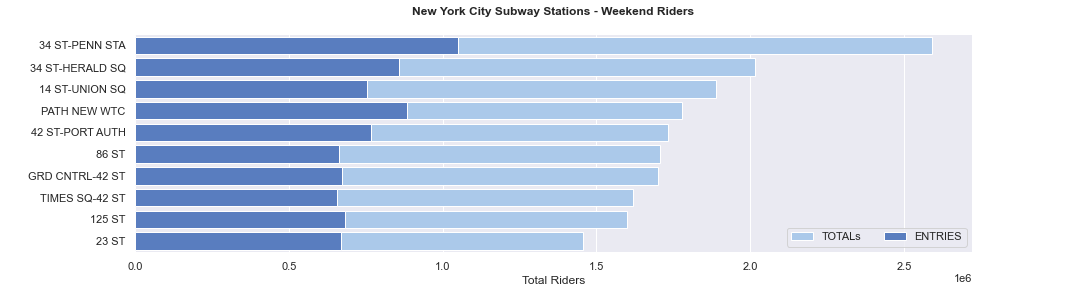 New York City Subway Stations - Weekend Riders
34 ST-PENN STA
34 ST-HERALD SQ
14 ST-UNION SQ
PATH NEW WTC
42 ST-PORT AUTH
86 ST
GRD CNTRL-42 ST
TIMES SQ-42 ST
125 ST
23 ST
TOTALs ENTRIES
0.0 0.5 1.0 1.5 2.0 2.5
1e6
Total Riders